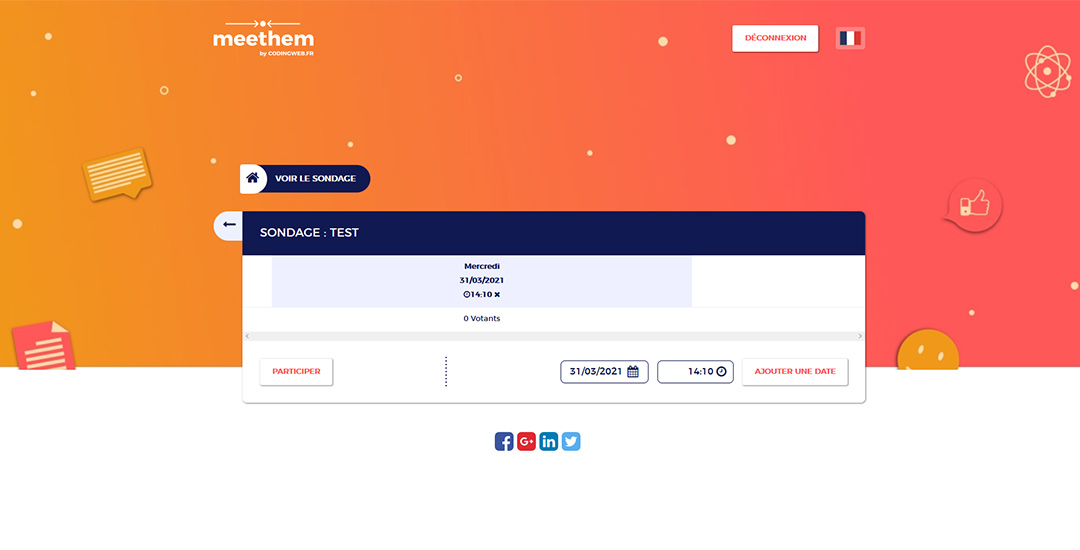 meethem
by CODINGWEB.FR
DÉCONNEXION
VOIR LE SONDAGE
SONDAGE : TEST
Mercredi
31/03/2021
14:10
0 Votants
PARTICIPER
31/03/2021
14:10
AJOUTER UNE DATE
f
G+
in